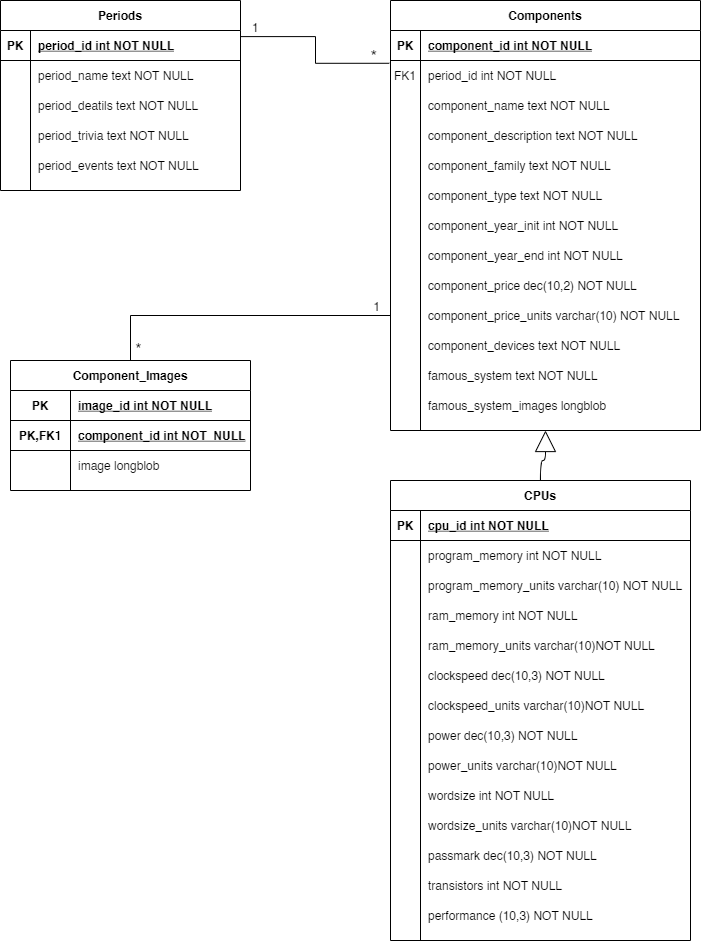 Periods
PK period_id int NOT NULL
period_name text NOT NULL
period_deatils text NOT NULL
period_trivia text NOT NULL
period_events text NOT NULL
1
*
Components
PK component_id int NOT NULL
FK1 period_id int NOT NULL
component_name text NOT NULL
component_description text NOT NULL
component_family text NOT NULL
component_type text NOT NULL
component_year_init int NOT NULL
component_year_end int NOT NULL
component_price dec(10,2) NOT NULL
component_price_units varchar(10) NOT NULL
component_devices text NOT NULL
famous_system text NOT NULL
famous_system_images longblob
1
*
Component_Images
PK image_id int NOT NULL
PK,FK1 component_id int NOT NULL
image longblob
CPUs
PK cpu_id int NOT NULL
program_memory int NOT NULL
program_memory_units varchar(10) NOT NULL
ram_memory int NOT NULL
ram_memory_units varchar(10)NOT NULL
clockspeed dec(10,3) NOT NULL
clockspeed_units varchar(10)NOT NULL
power dec(10,3) NOT NULL
power_units varchar(10)NOT NULL
wordsize int NOT NULL
wordsize_units varchar(10)NOT NULL
passmark dec(10,3) NOT NULL
transistors int NOT NULL
performance (10,3) NOT NULL